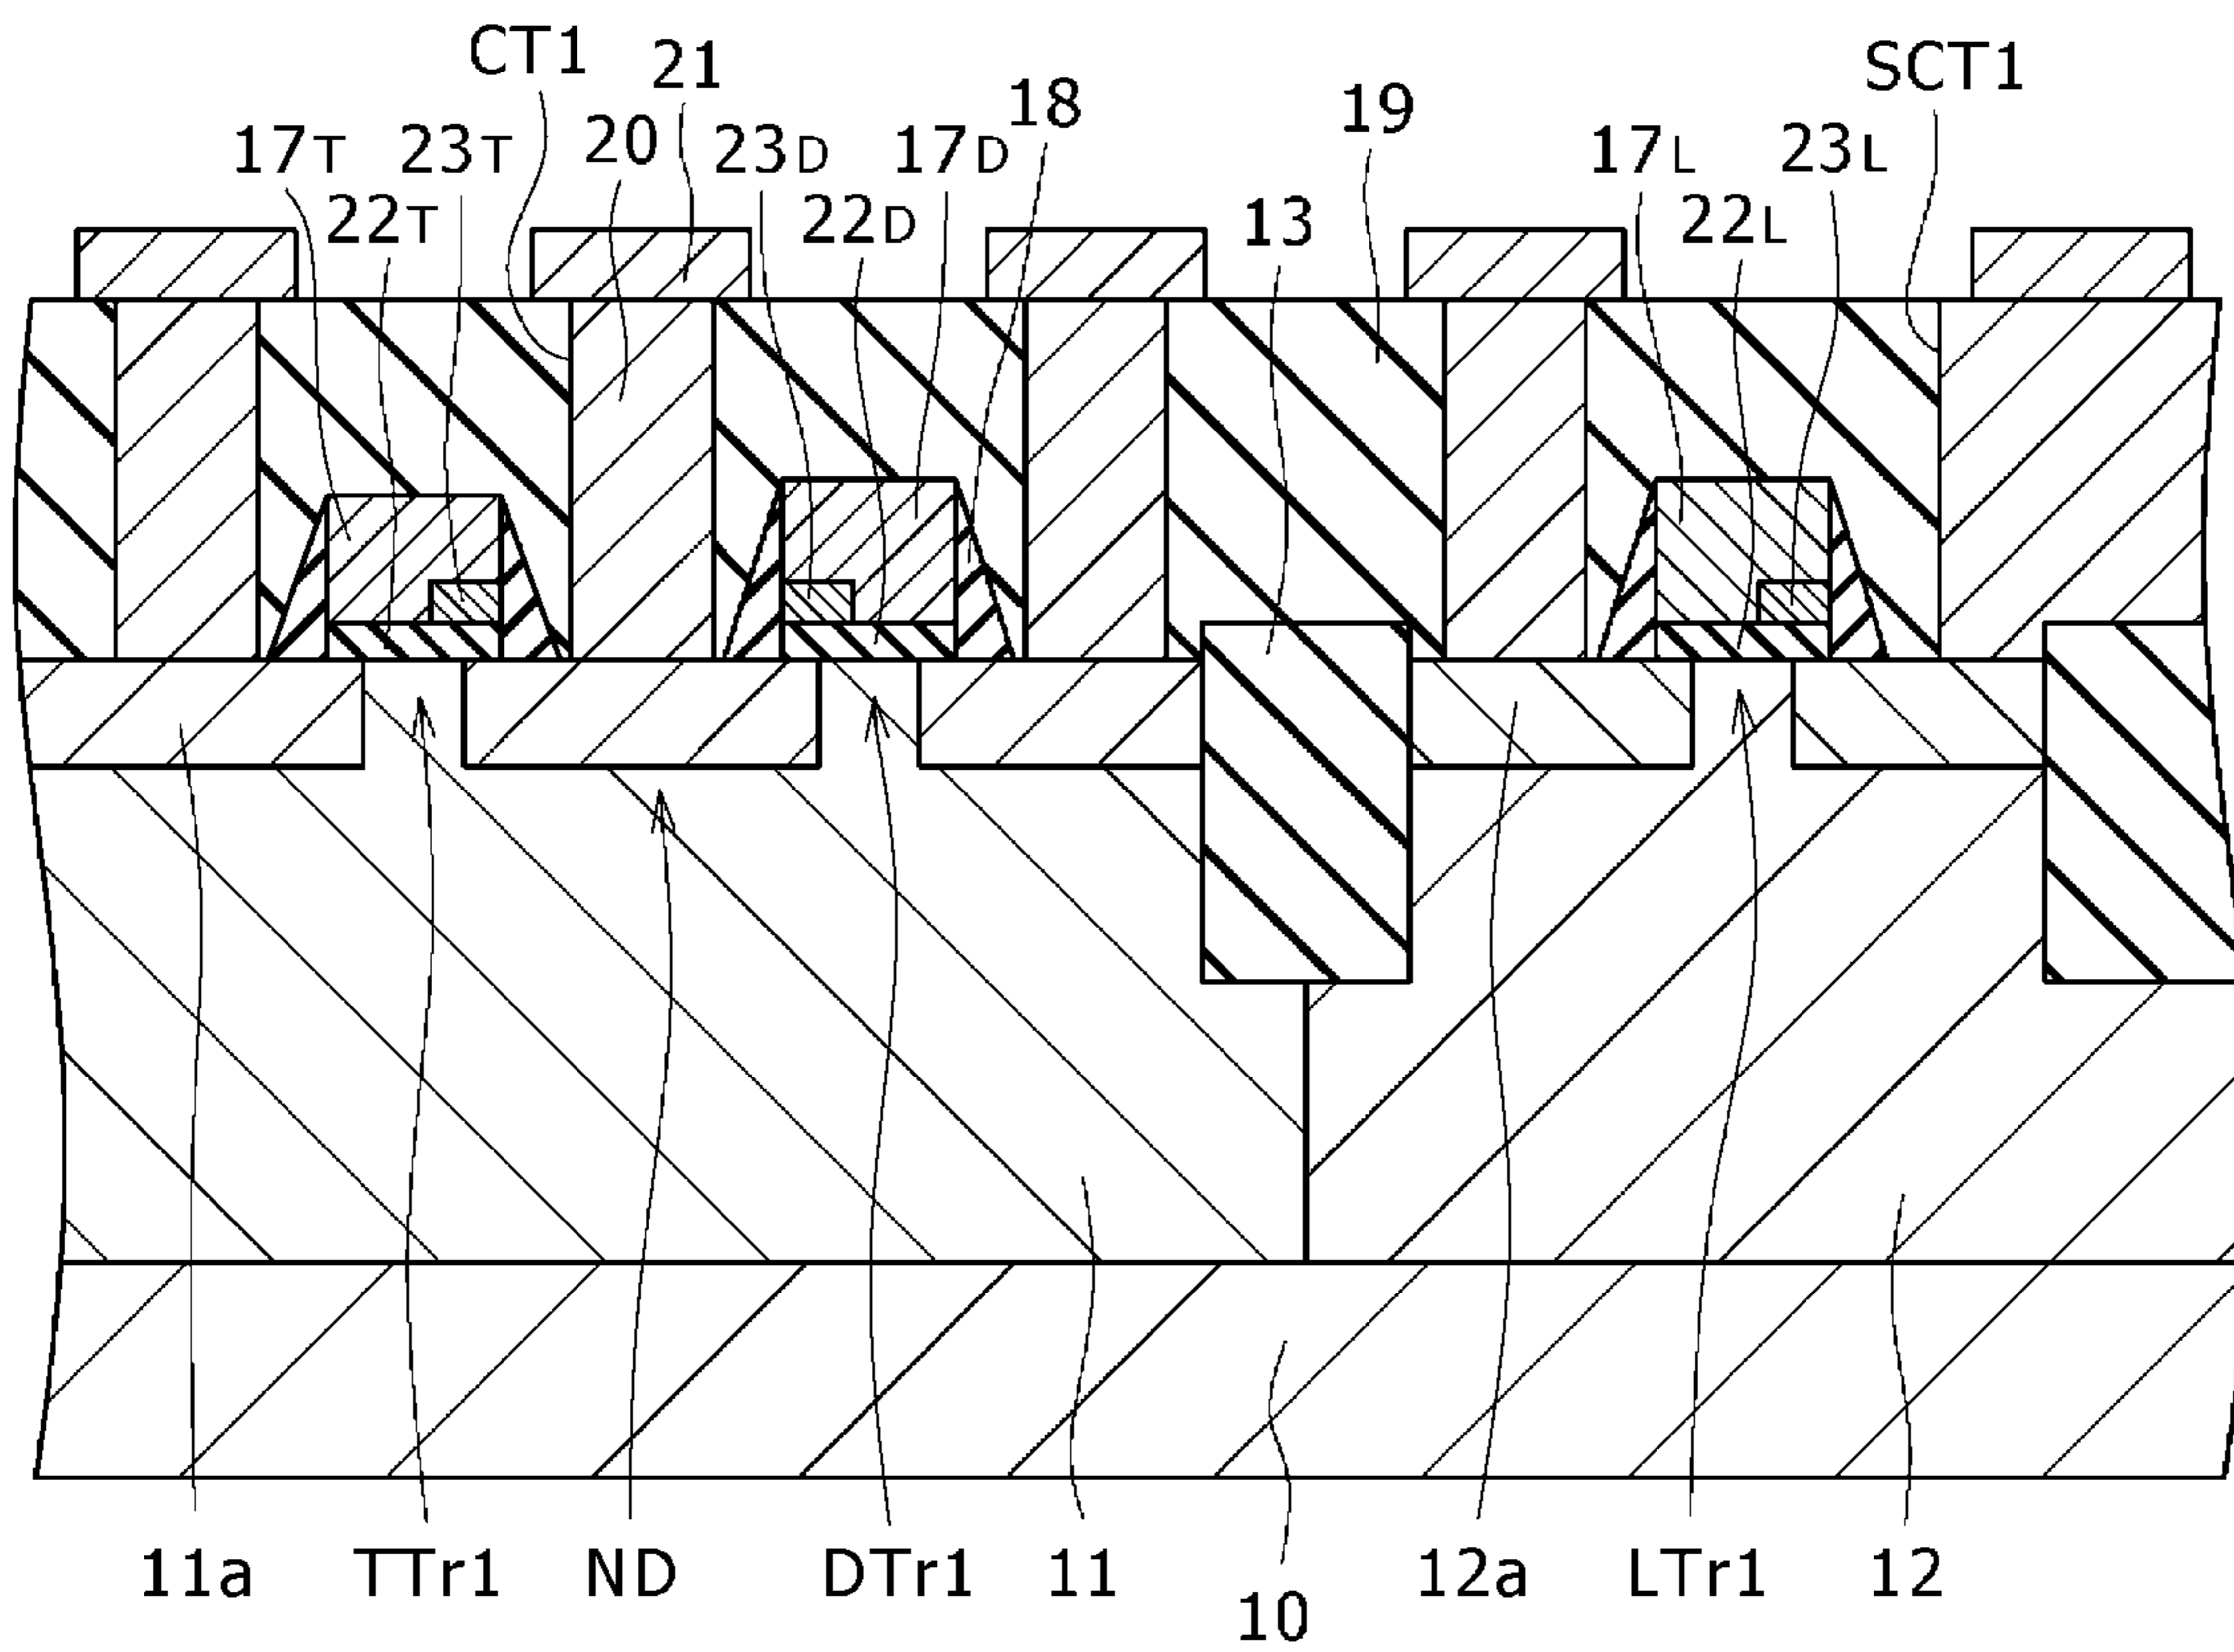 CT1 21 18 19 SCT1
17T 23T 20 23D 17D 17L 23L
22T 22D 13 22L
11a TTr1 ND DTr1 11 12a LTr1 12
10